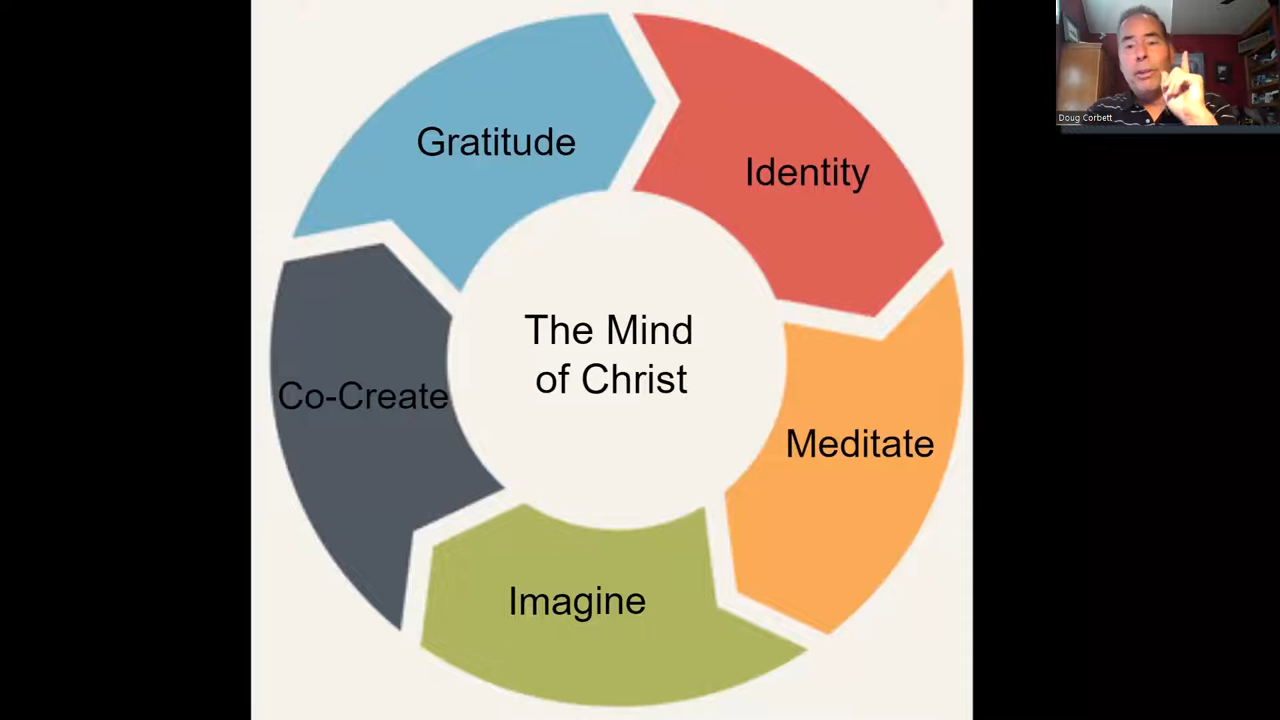 Gratitude
Identity
The Mind
of Christ
Co-Create
Meditate
Imagine
Doug Corbett